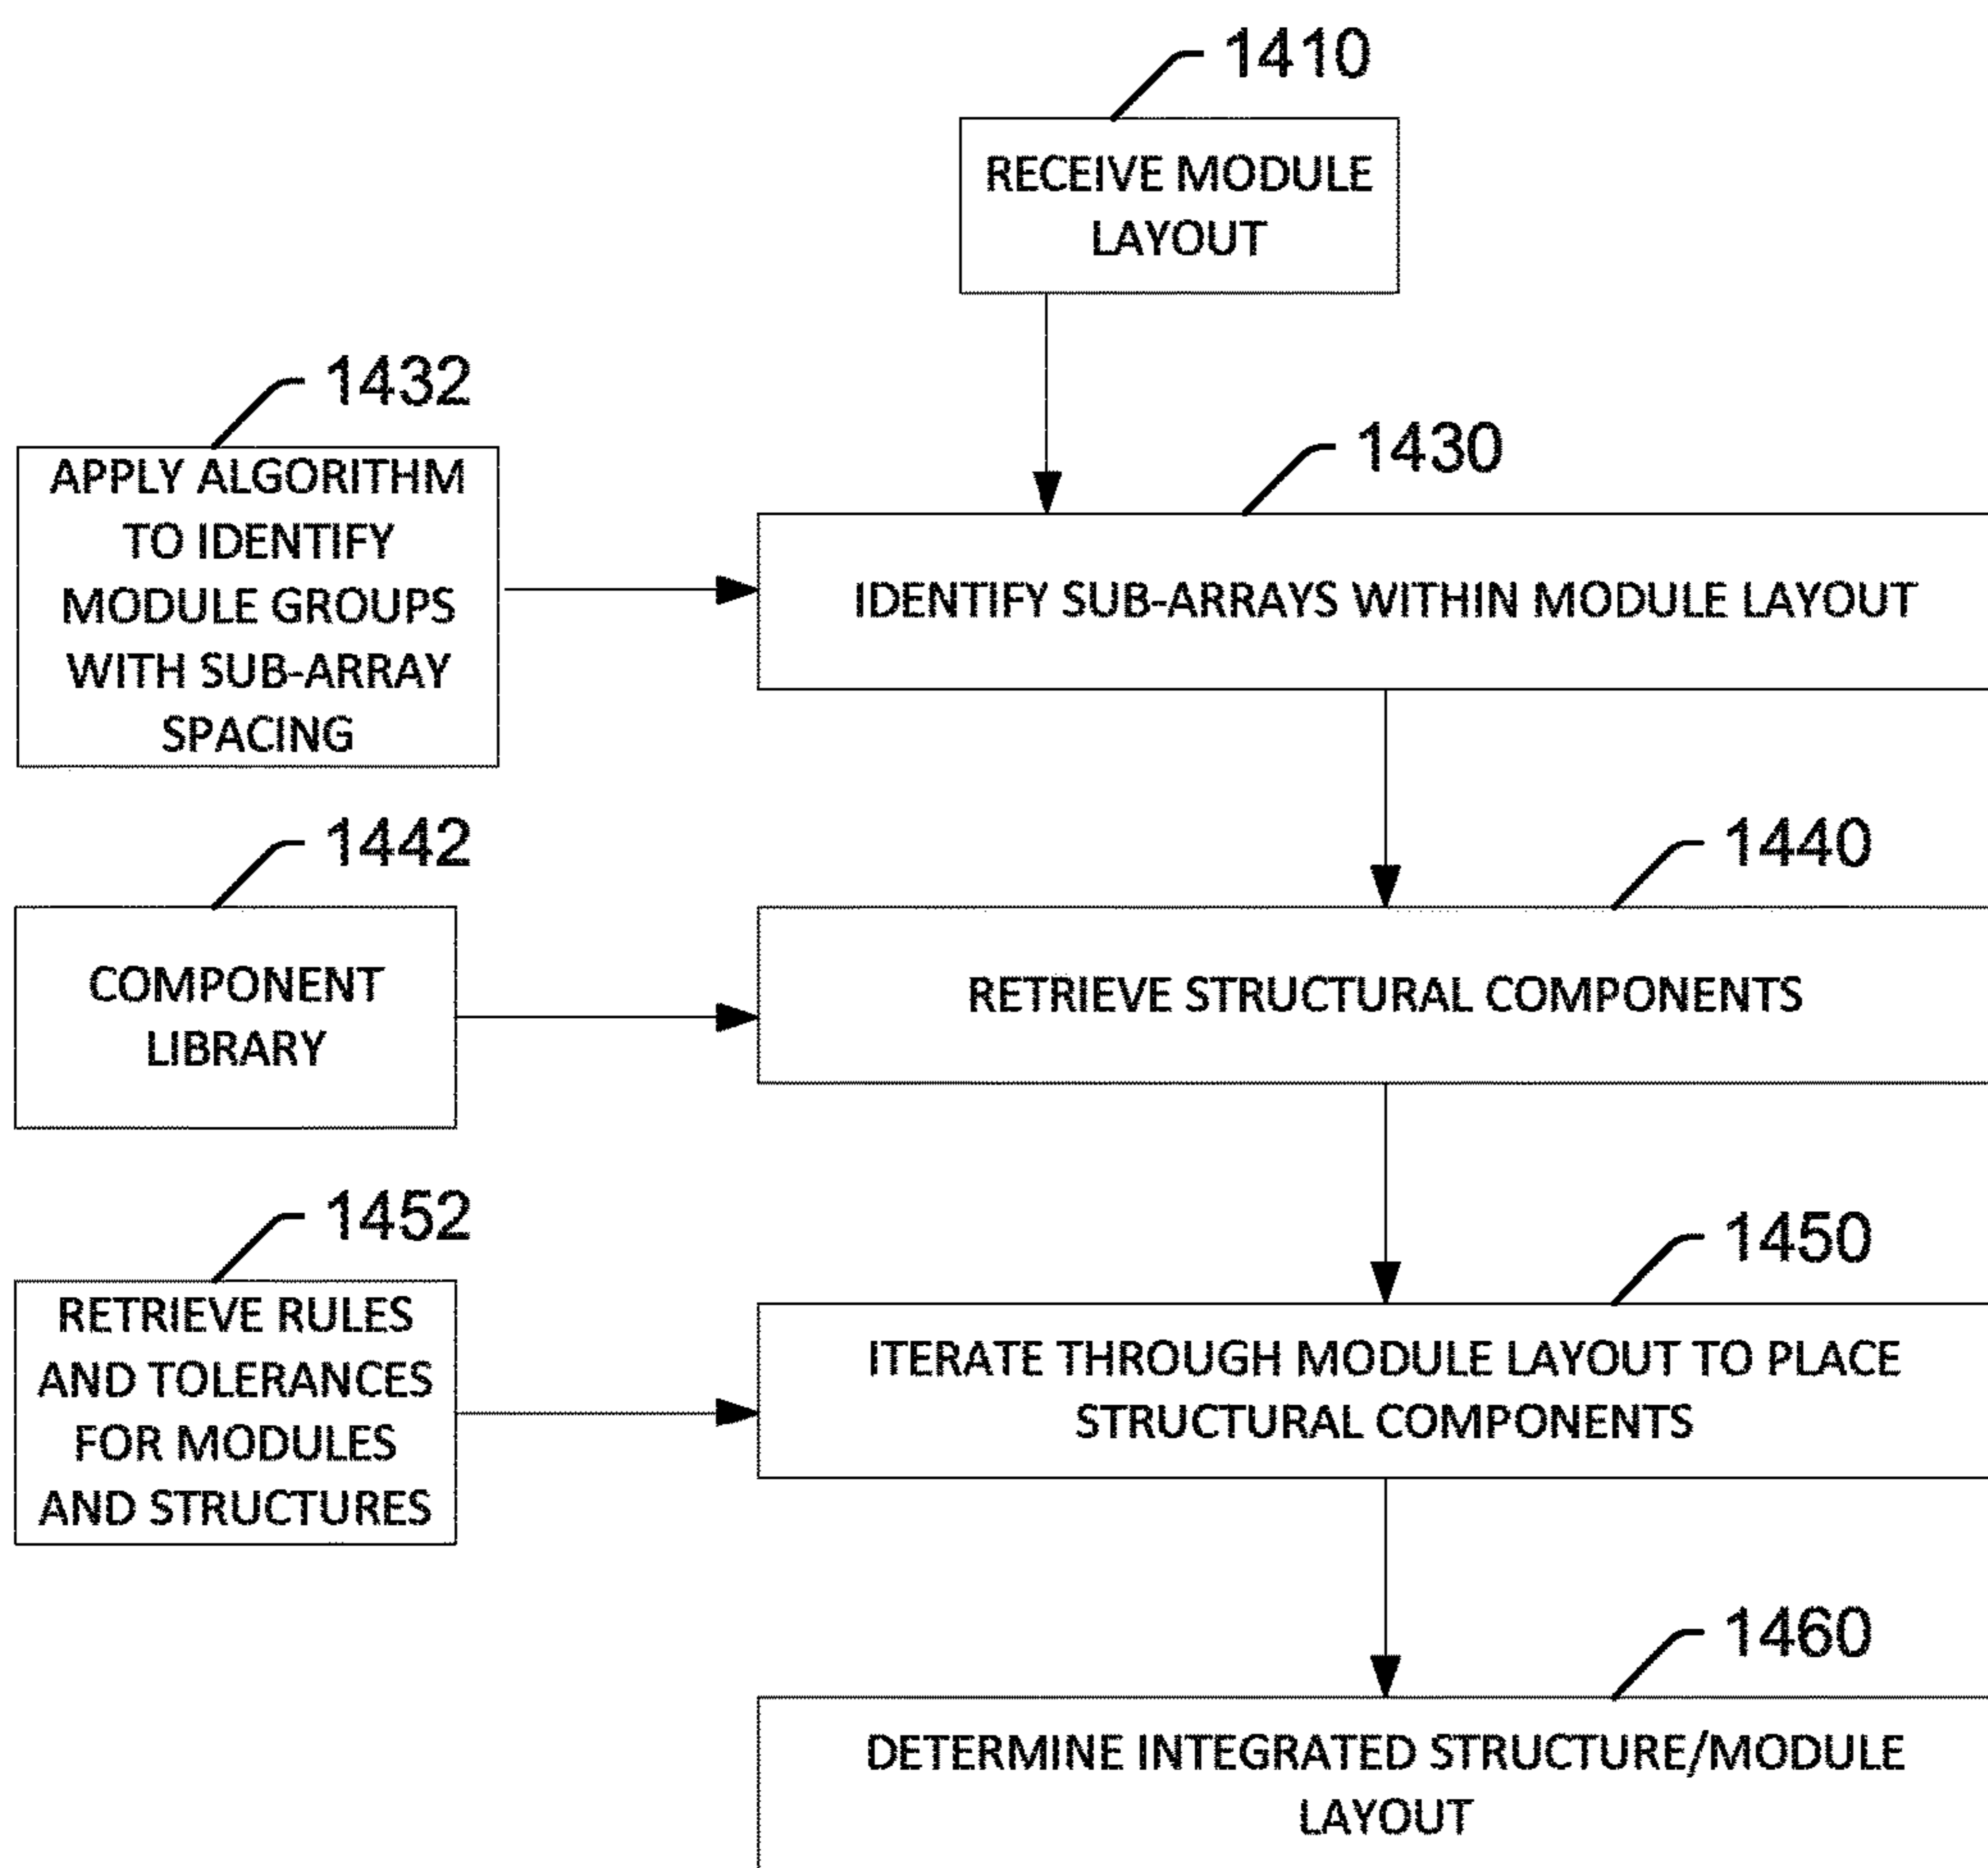 1410
RECEIVE MODULE
LAYOUT
1432
APPLY ALGORITHM
TO IDENTIFY
MODULE GROUPS
WITH SUB-ARRAY
SPACING
1430
IDENTIFY SUB-ARRAYS WITHIN MODULE LAYOUT
1442
COMPONENT
LIBRARY
1440
RETRIEVE STRUCTURAL COMPONENTS
1452
RETRIEVE RULES
AND TOLERANCES
FOR MODULES
AND STRUCTURES
1450
ITERATE THROUGH MODULE LAYOUT TO PLACE
STRUCTURAL COMPONENTS
1460
DETERMINE INTEGRATED STRUCTURE/MODULE
LAYOUT